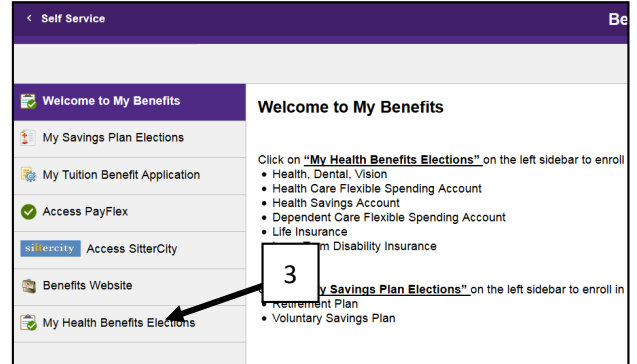 Self Service
Be
Welcome to My Benefits
My Savings Plan Elections
My Tuition Benefit Application
Access PayFlex
sittercity Access SitterCity
Benefits Website
My Health Benefits Elections
Welcome to My Benefits
Click on "My Health Benefits Elections" on the left sidebar to enroll
• Health, Dental, Vision
• Health Care Flexible Spending Account
• Health Savings Account
• Dependent Care Flexible Spending Account
• Life Insurance
• Term Disability Insurance
3
Savings Plan Elections" on the left sidebar to enroll in
• Retirement Plan
• Voluntary Savings Plan